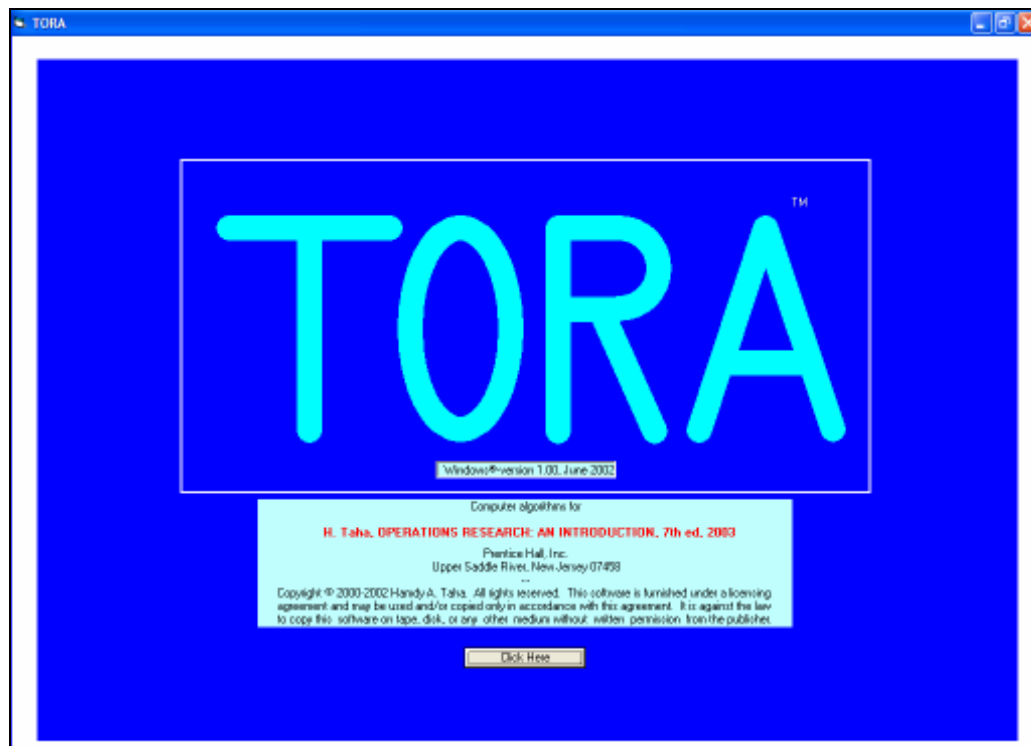 TORA
TORA
TM
Windows®-version 1.00, June 2002
Computer algorithms for
H. Taha, OPERATIONS RESEARCH: AN INTRODUCTION, 7th ed, 2003
Prentice Hall, Inc.
Upper Saddle River, New Jersey 07458
---
Copyright © 2000-2002 Hamdy A. Taha. All rights reserved. This software is furnished under a licensing
agreement and may be used and/or copied only in accordance with this agreement. It is against the law
to copy this software on tape, disk, or any other medium without written permission from the publisher.
Click Here